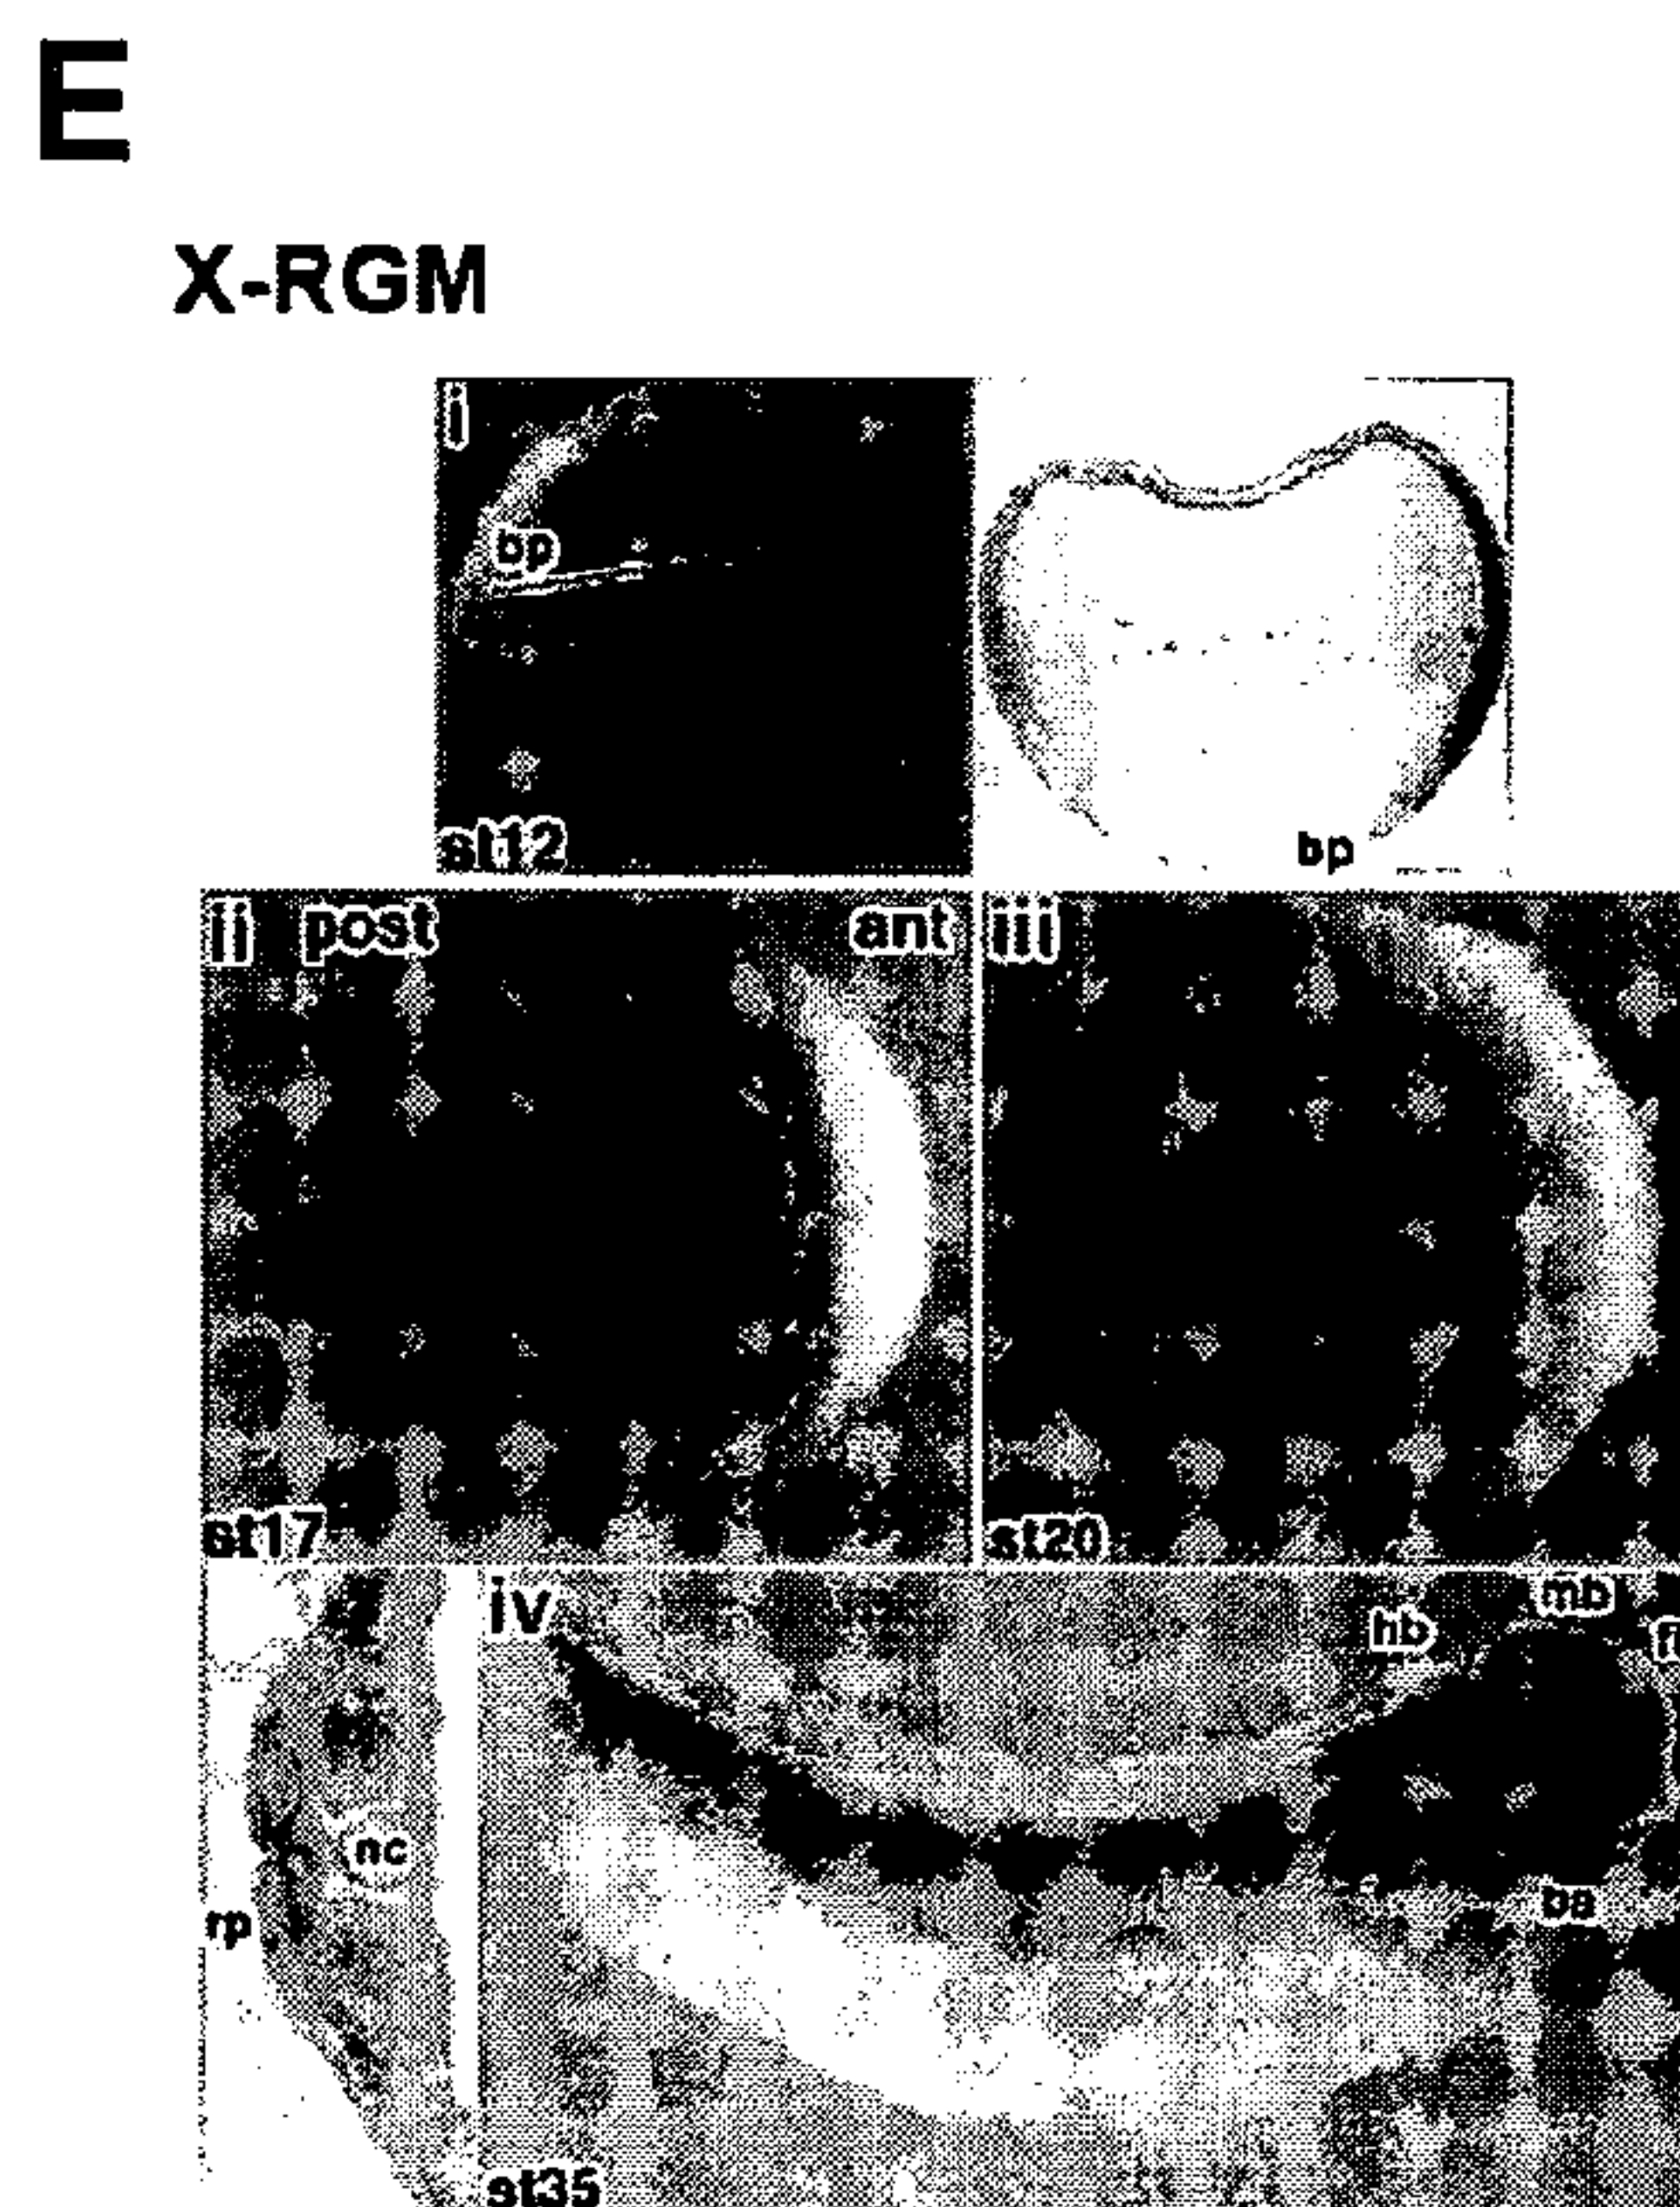 E
X-RGM
i
bp
st12
bp
ii post ant
iii
st17
st20
iv
hb
mb
nc
ba
rp
st35